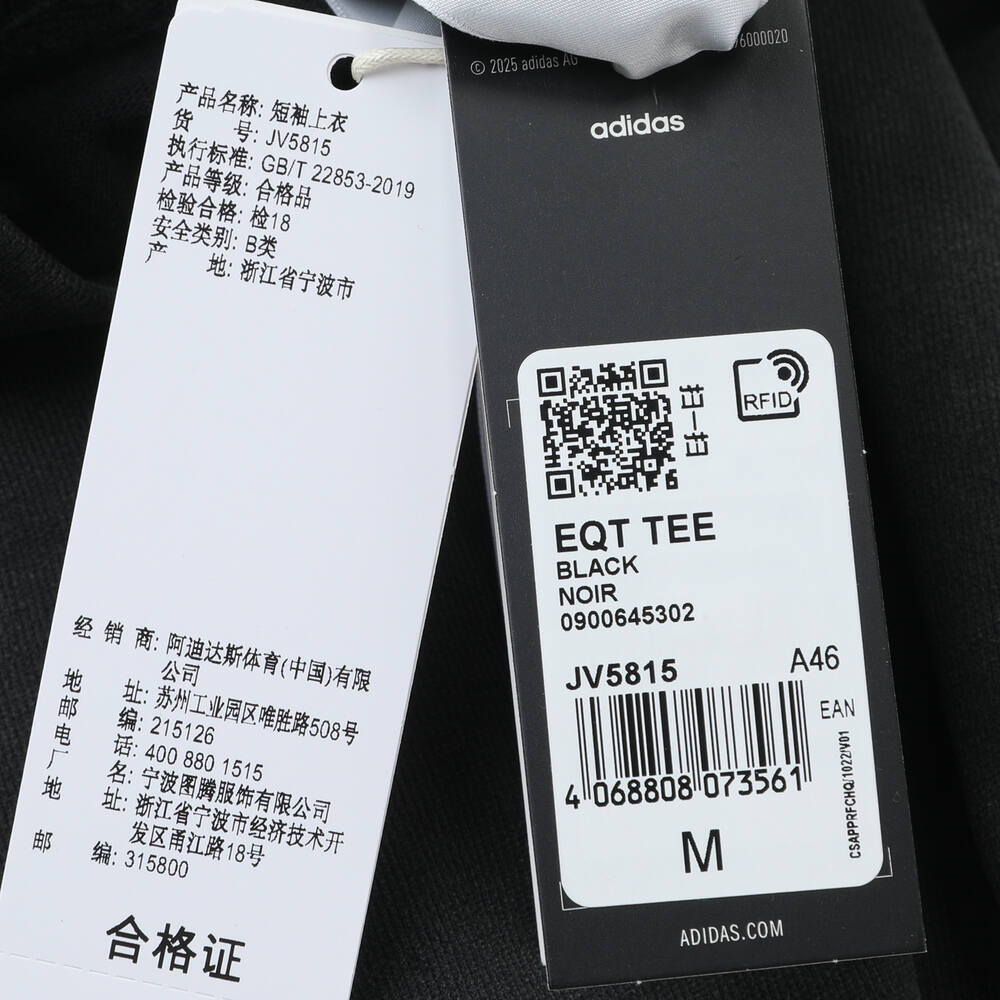 产品名称: 短袖上衣
货 号: JV5815
执行标准: GB/T 22853-2019
产品等级: 合格品
检验合格: 检18
安全类别: B类
产 地: 浙江省宁波市
经 销 商: 阿迪达斯体育(中国)有限
公司
地 址: 苏州工业园区唯胜路508号
邮 编: 215126
电 话: 400 880 1515
厂 名: 宁波图腾服饰有限公司
地 址: 浙江省宁波市经济技术开
发区甬江路18号
邮 编: 315800
合格证
© 2025 adidas AG
6000020
adidas
扫一扫
RFID
EQT TEE
BLACK
NOIR
0900645302
JV5815
A46
EAN
4 068808 073561
CSAPPRFCHQ/1022/V01
M
ADIDAS.COM